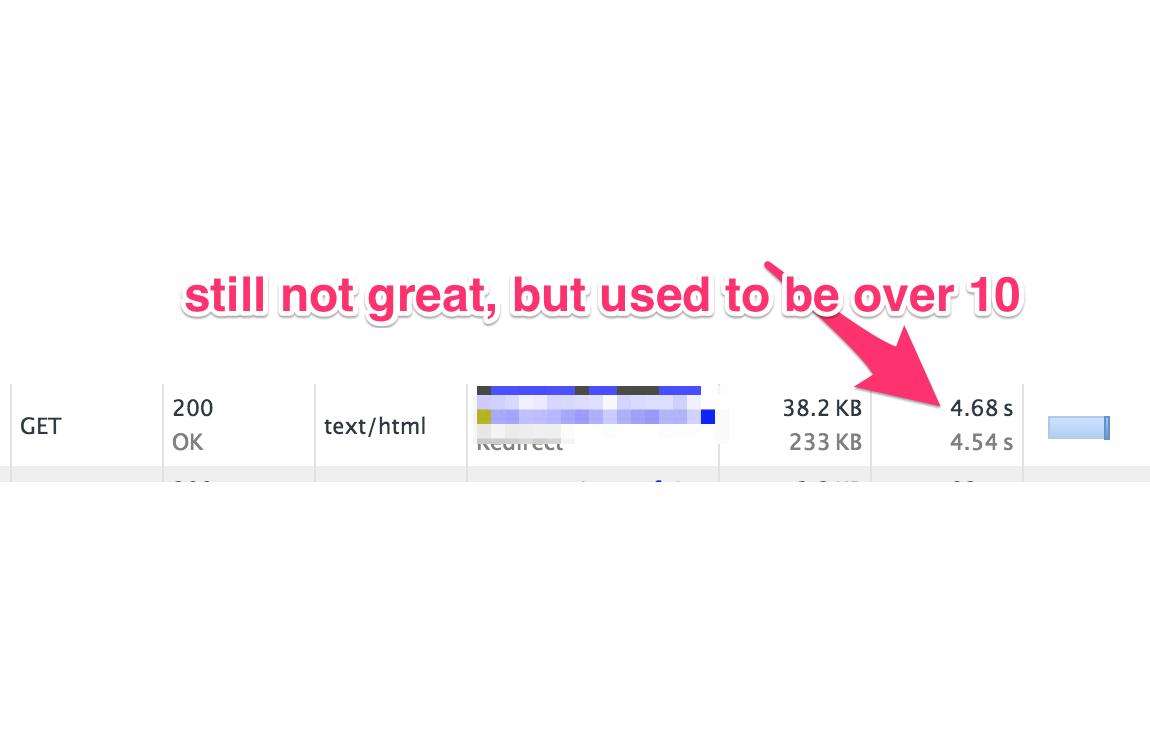 still not great, but used to be over 10
GET
200
OK
text/html
Redirect
38.2 KB
233 KB
4.68 s
4.54 s